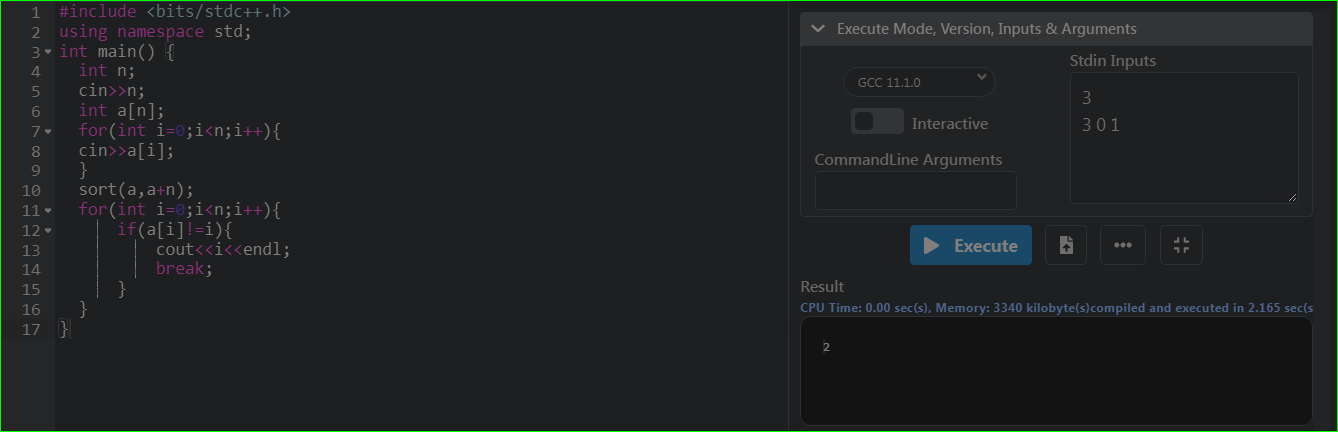 1 #include <bits/stdc++.h>
2 using namespace std;
3 int main() {
4 int n;
5 cin>>n;
6 int a[n];
7 for(int i=0;i<n;i++){
8 cin>>a[i];
9 }
10 sort(a,a+n);
11 for(int i=0;i<n;i++){
12 if(a[i]!=i){
13 cout<<i<<endl;
14 break;
15 }
16 }
17 }
Execute Mode, Version, Inputs & Arguments
GCC 11.1.0
Interactive
Stdin Inputs
3
3 0 1
CommandLine Arguments
Execute
•••
Result
CPU Time: 0.00 sec(s), Memory: 3340 kilobyte(s)compiled and executed in 2.165 sec(s
2